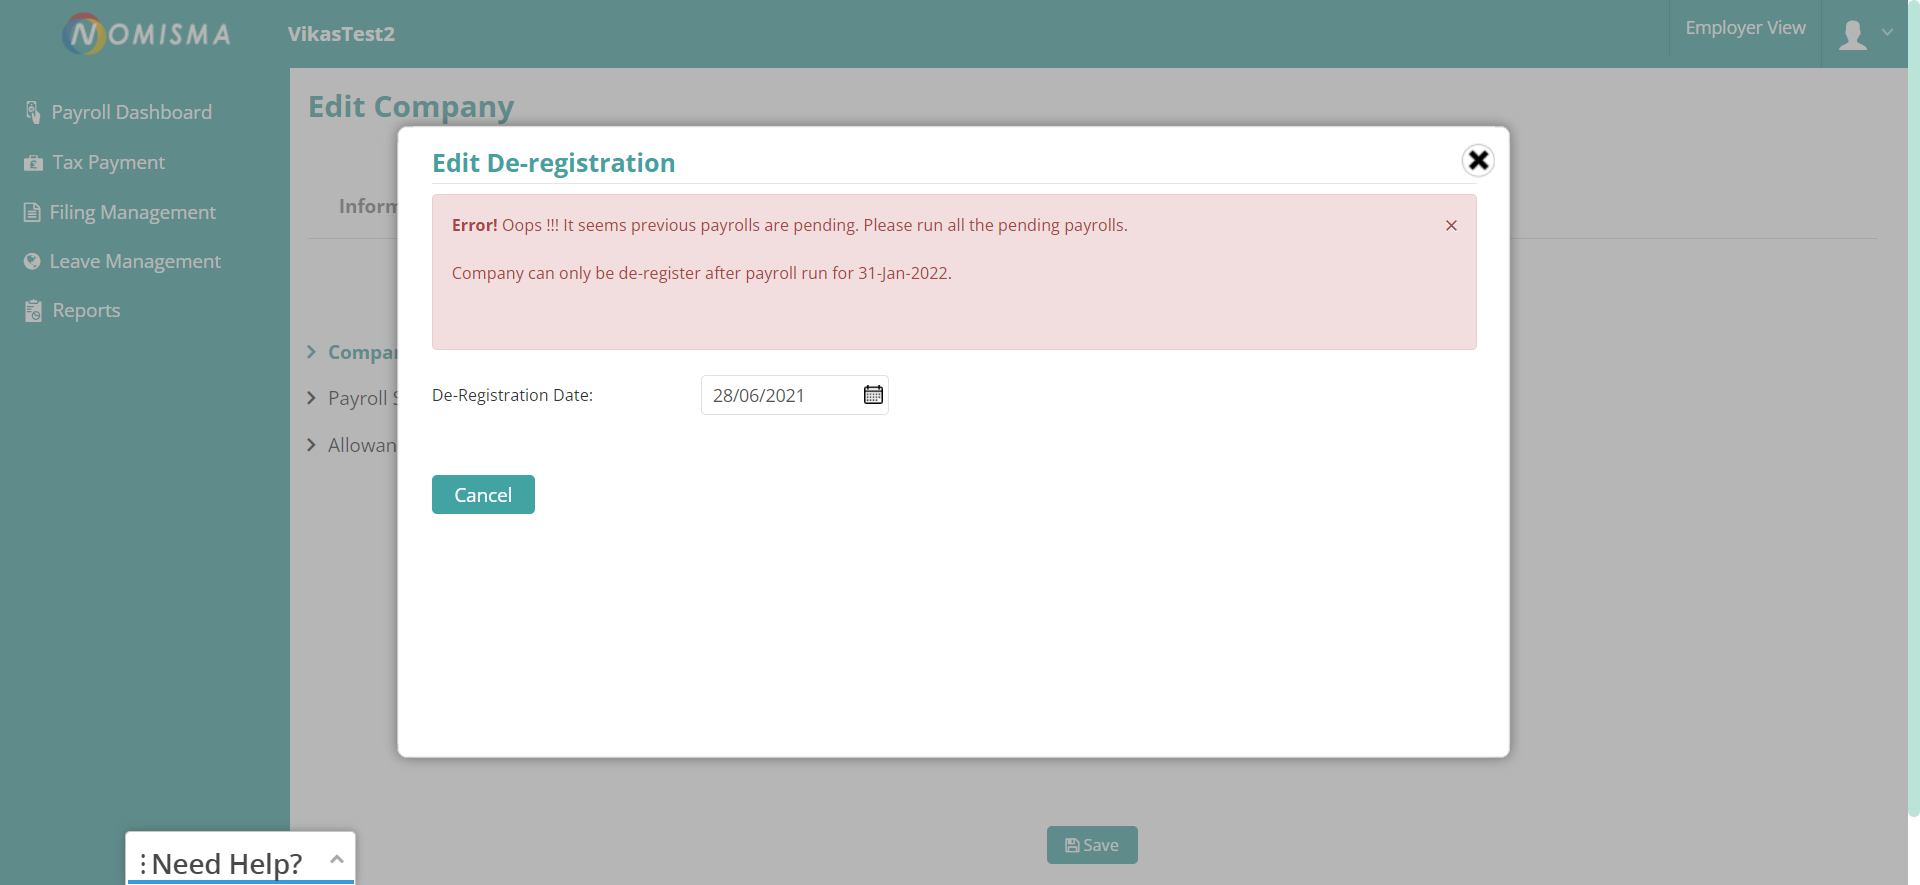 NOMISMA
VikasTest2
Employer View
Payroll Dashboard
Tax Payment
Filing Management
Leave Management
Reports
Edit Company
Inform
Compan
Payroll S
Allowan
Edit De-registration
Error! Oops !!! It seems previous payrolls are pending. Please run all the pending payrolls.
Company can only be de-register after payroll run for 31-Jan-2022.
De-Registration Date:
28/06/2021
Cancel
Save
Need Help?